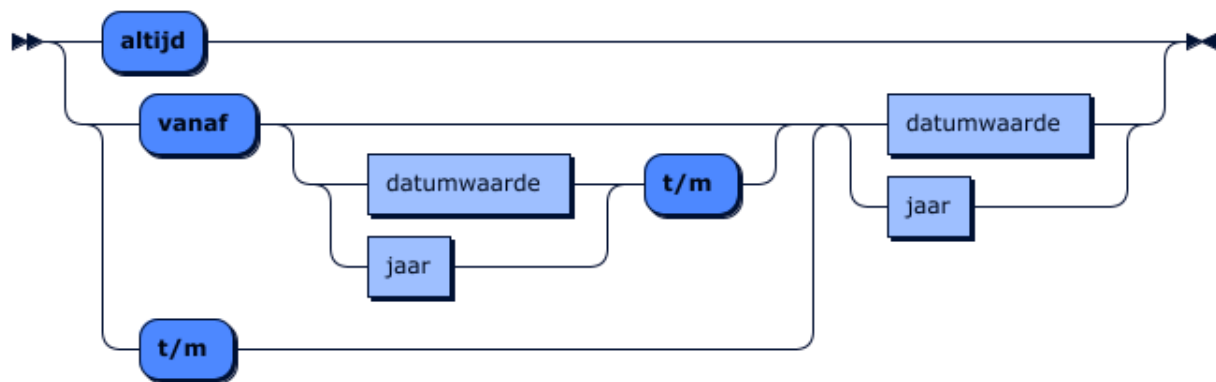 altijd
vanaf
datumwaarde
datumwaarde
t/m
jaar
jaar
t/m